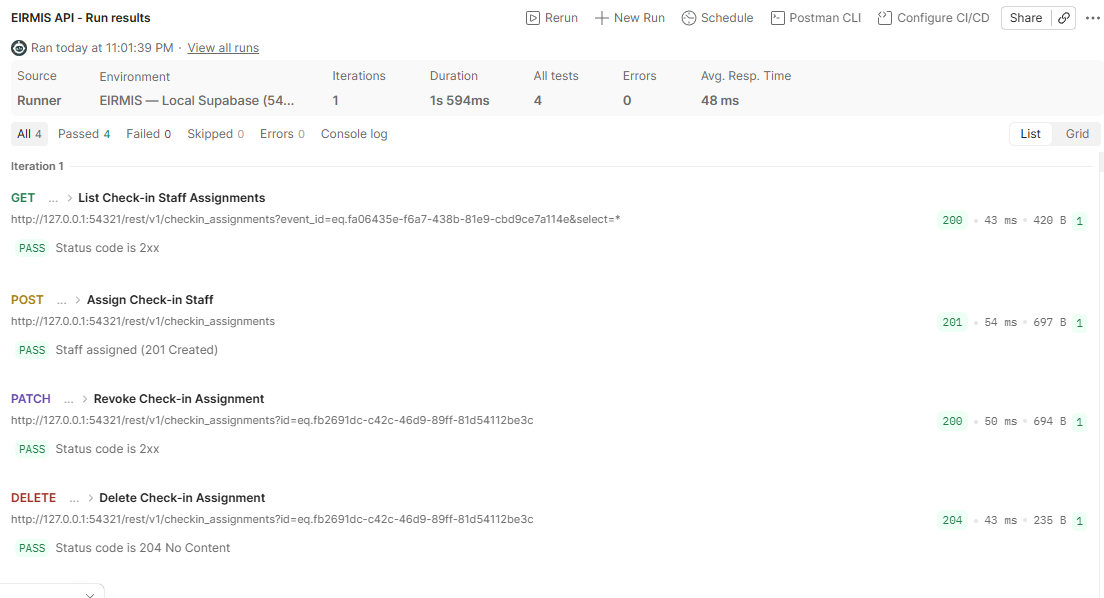 EIRMIS API - Run results
Rerun New Run Schedule Postman CLI Configure CI/CD Share
Ran today at 11:01:39 PM · View all runs
Source Environment Iterations Duration All tests Errors Avg. Resp. Time
Runner EIRMIS — Local Supabase (54... 1 1s 594ms 4 0 48 ms
All 4 Passed 4 Failed 0 Skipped 0 Errors 0 Console log List Grid
Iteration 1
GET ... > List Check-in Staff Assignments
http://127.0.0.1:54321/rest/v1/checkin_assignments?event_id=eq.fa06435e-f6a7-438b-81e9-cbd9ce7a114e&select=* 200 • 43 ms • 420 B 1
PASS Status code is 2xx
POST ... > Assign Check-in Staff
http://127.0.0.1:54321/rest/v1/checkin_assignments 201 • 54 ms • 697 B 1
PASS Staff assigned (201 Created)
PATCH ... > Revoke Check-in Assignment
http://127.0.0.1:54321/rest/v1/checkin_assignments?id=eq.fb2691dc-c42c-46d9-89ff-81d54112be3c 200 • 50 ms • 694 B 1
PASS Status code is 2xx
DELETE ... > Delete Check-in Assignment
http://127.0.0.1:54321/rest/v1/checkin_assignments?id=eq.fb2691dc-c42c-46d9-89ff-81d54112be3c 204 • 43 ms • 235 B 1
PASS Status code is 204 No Content